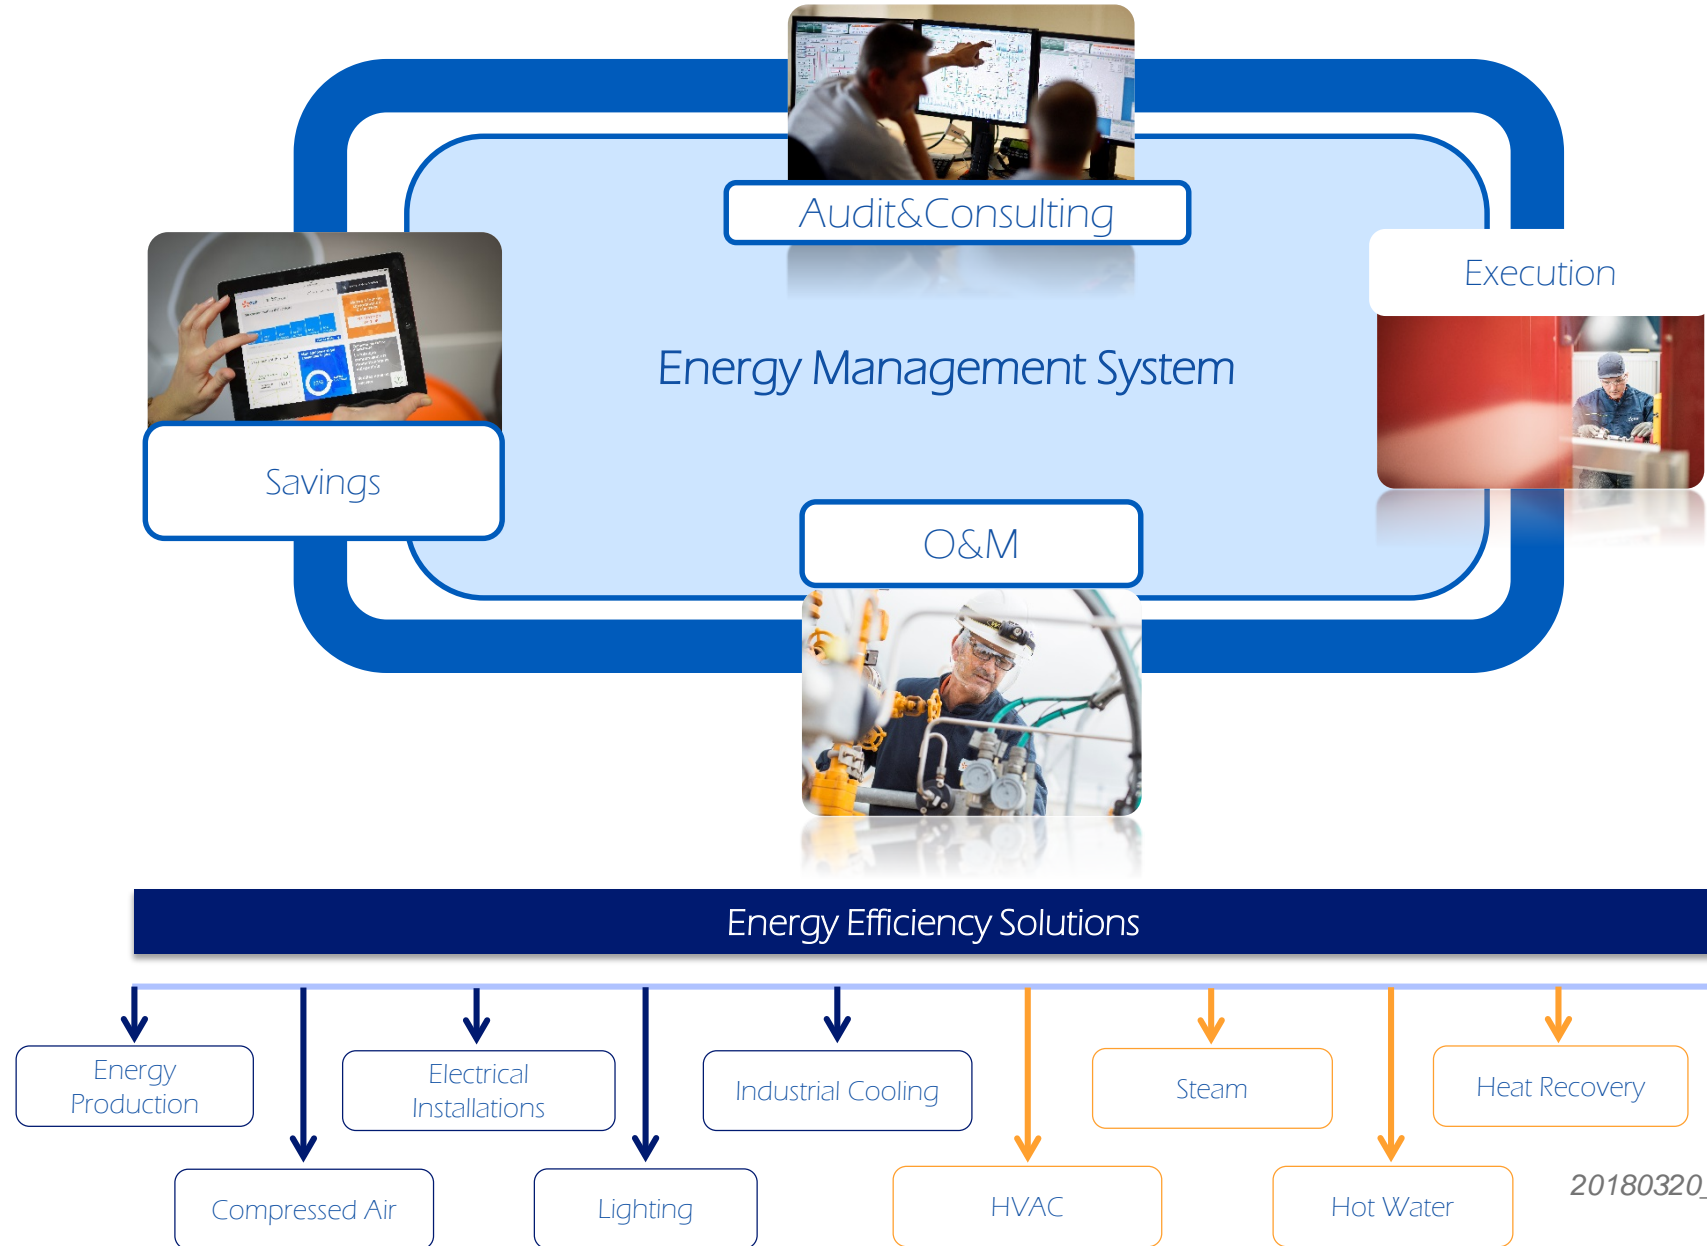 Audit&Consulting
Execution
Energy Management System
Savings
O&M
Energy Efficiency Solutions
Energy
Production
Electrical
Installations
Industrial Cooling
Steam
Heat Recovery
Compressed Air
Lighting
HVAC
Hot Water
20180320_